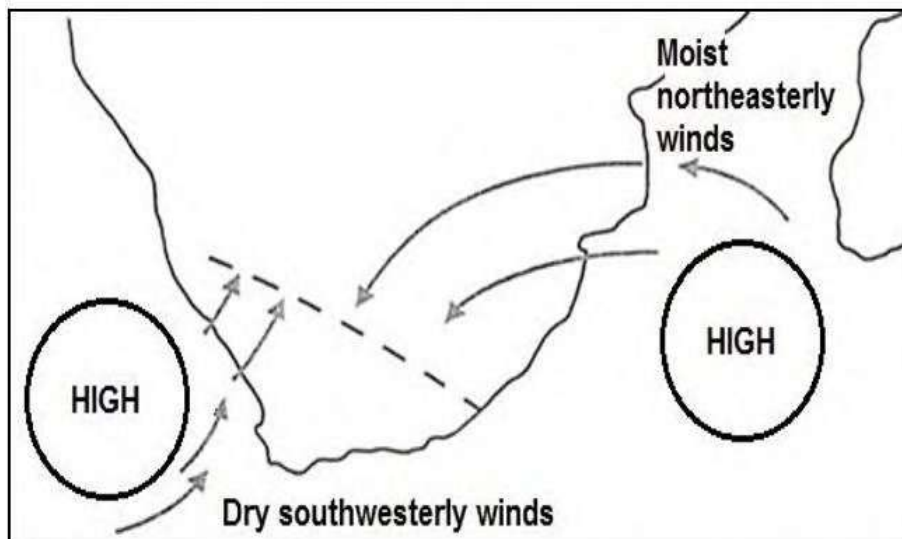 Moist
northeasterly
winds
HIGH
HIGH
Dry southwesterly winds